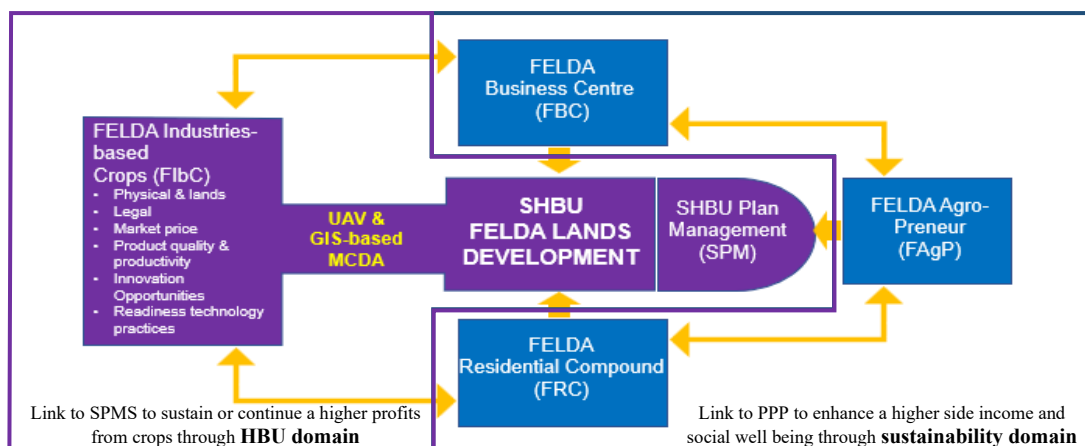 FELDA
Business Centre
(FBC)
FELDA Industries-
based
Crops (FIbC)
• Physical & lands
• Legal
• Market price
• Product quality &
productivity
• Innovation
Opportunities
• Readiness technology
practices
UAV &
GIS-based
MCDA
SHBU
FELDA LANDS
DEVELOPMENT
SHBU Plan
Management
(SPM)
FELDA Agro-
Preneur
(FAgP)
FELDA
Residential Compound
(FRC)
Link to SPMS to sustain or continue a higher profits
from crops through HBU domain
Link to PPP to enhance a higher side income and
social well being through sustainability domain